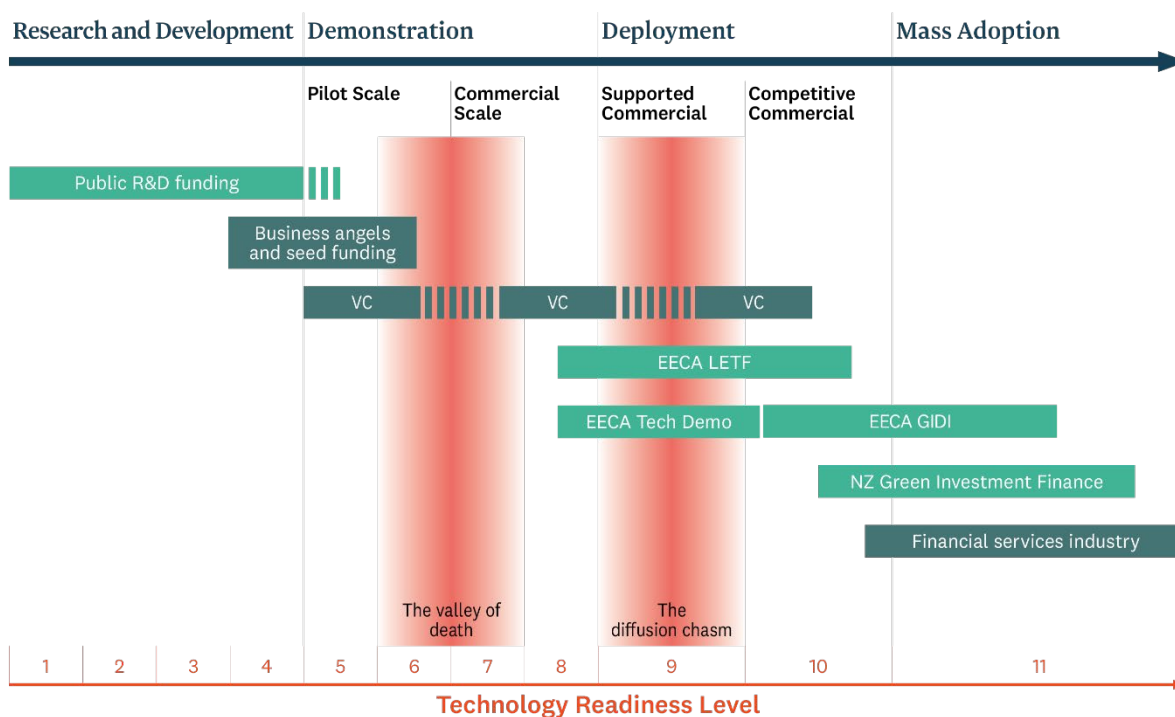 Research and Development
Demonstration
Deployment
Mass Adoption
Pilot Scale
Commercial
Scale
Supported
Commercial
Competitive
Commercial
Public R&D funding
Business angels
and seed funding
VC
VC
VC
EECA LETF
EECA Tech Demo
EECA GIDI
NZ Green Investment Finance
Financial services industry
The valley of
death
The
diffusion chasm
1
2
3
4
5
6
7
8
9
10
11
Technology Readiness Level